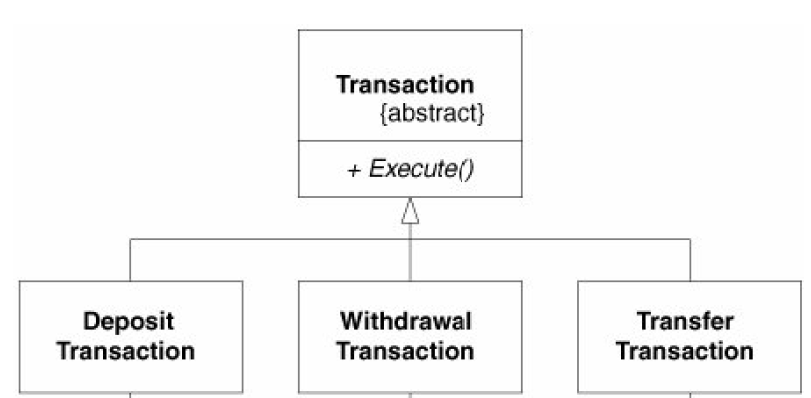 Transaction
{abstract}
+ Execute()
Deposit
Transaction
Withdrawal
Transaction
Transfer
Transaction